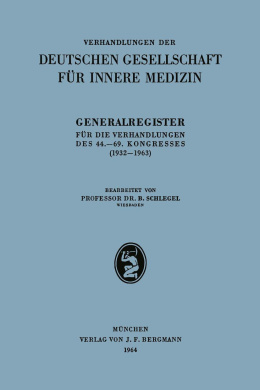 VERHANDLUNGEN DER
DEUTSCHEN GESELLSCHAFT
FÜR INNERE MEDIZIN
GENERALREGISTER
FÜR DIE VERHANDLUNGEN
DES 44.—69. KONGRESSES
(1932—1963)
BEARBEITET VON
PROFESSOR DR. B. SCHLEGEL
WIESBADEN
MÜNCHEN
VERLAG VON J. F. BERGMANN
1964